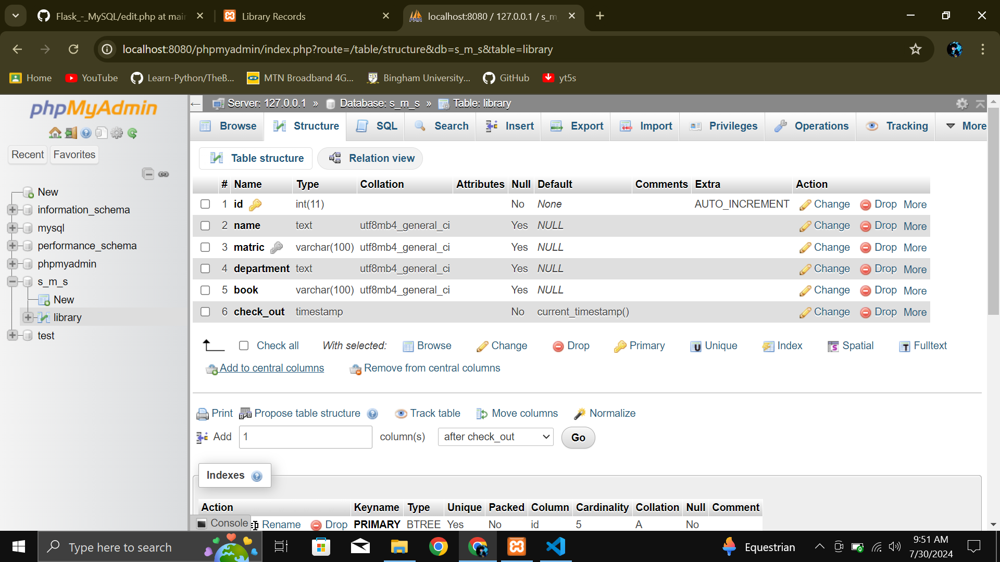 Flask_-_MySQL/edit.php at mair
Library Records
localhost:8080 / 127.0.0.1 / s_m_
localhost:8080/phpmyadmin/index.php?route=/table/structure&db=s_m_s&table=library
Home YouTube Learn-Python/TheB... MTN Broadband 4G... Bingham University... GitHub yt5s
phpMyAdmin
Recent Favorites
New
information_schema
mysql
performance_schema
phpmyadmin
s_m_s
New
library
test
Server: 127.0.0.1 » Database: s_m_s » Table: library
Browse Structure SQL Search Insert Export Import Privileges Operations Tracking More
Table structure Relation view
# Name Type Collation Attributes Null Default Comments Extra Action
1 id int(11) No None AUTO_INCREMENT Change Drop More
2 name text utf8mb4_general_ci Yes NULL Change Drop More
3 matric varchar(100) utf8mb4_general_ci Yes NULL Change Drop More
4 department text utf8mb4_general_ci Yes NULL Change Drop More
5 book varchar(100) utf8mb4_general_ci Yes NULL Change Drop More
6 check_out timestamp No current_timestamp() Change Drop More
Check all With selected: Browse Change Drop Primary Unique Index Spatial Fulltext
Add to central columns Remove from central columns
Print Propose table structure Track table Move columns Normalize
Add 1 column(s) after check_out Go
Indexes
Action Keyname Type Unique Packed Column Cardinality Collation Null Comment
Rename Drop PRIMARY BTREE Yes No id 5 A No
Console
Type here to search
Equestrian
9:51 AM
7/30/2024